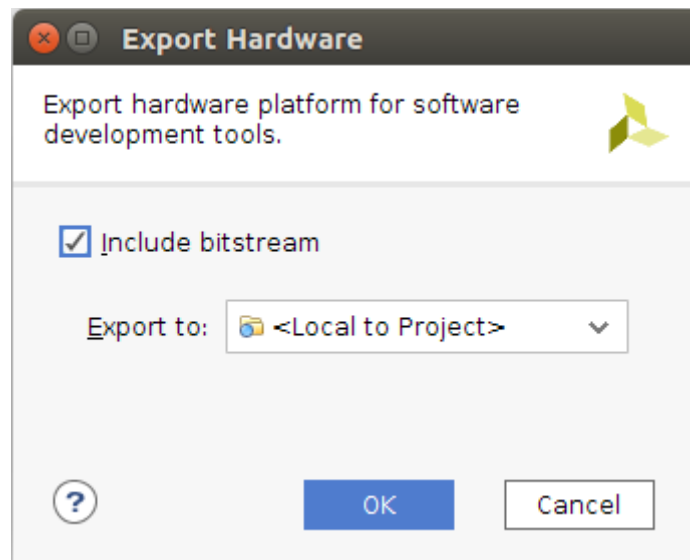 Export Hardware
Export hardware platform for software
development tools.
Include bitstream
Export to: <Local to Project>
? OK Cancel